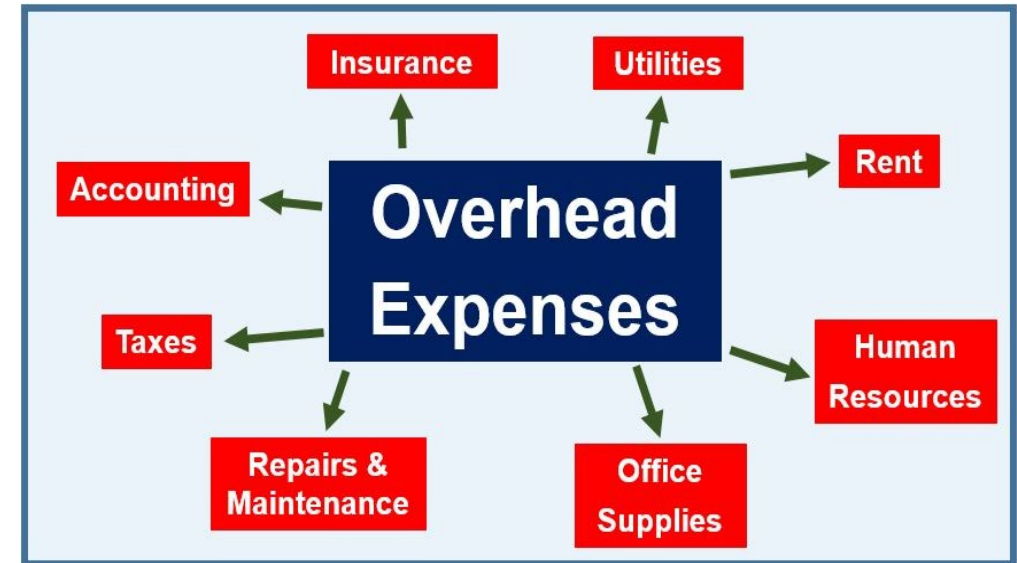 Insurance
Utilities
Rent
Accounting
Overhead
Expenses
Taxes
Human
Resources
Repairs &
Maintenance
Office
Supplies